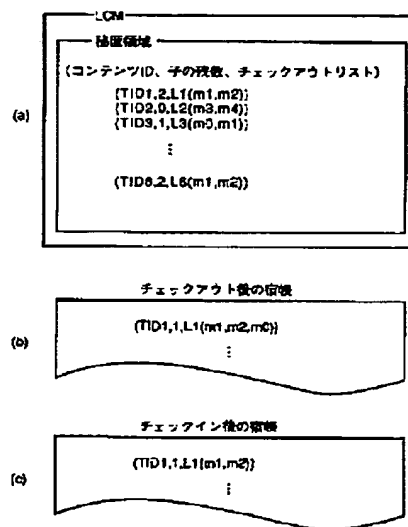 LCM
秘匿領域
(コンテンツID、子の残数、チェックアウトリスト)
(a)
{TID1,2,L1(m1,m2)}
{TID2,0,L2(m3,m4)}
{TID3,1,L3(m0,m1)}
⋮
(TID6,2,L6(m1,m2))
チェックアウト後の宿帳
(b)
(TID1,1,L1(m1,m2,m0))
⋮
チェックイン後の宿帳
(c)
(TID1,1,L1(m1,m2))
⋮